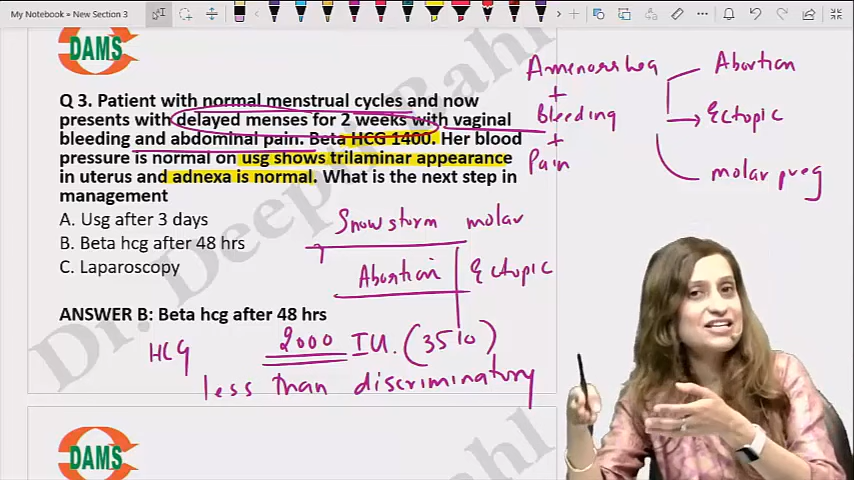 My Notebook » New Section 3
DAMS
Q 3. Patient with normal menstrual cycles and now
presents with delayed menses for 2 weeks with vaginal
bleeding and abdominal pain. Beta HCG 1400. Her blood
pressure is normal on usg shows trilaminar appearance
in uterus and adnexa is normal. What is the next step in
management
A. Usg after 3 days
B. Beta hcg after 48 hrs
C. Laparoscopy
ANSWER B: Beta hcg after 48 hrs
Amenorrhea
+
Bleeding
+
Pain
Abortion
Ectopic
molar preg
Snowstorm molar
Abortion Ectopic
HCG 2000 IU. (3510)
less than discriminatory
Dr. Deepti Bahl
DAMS